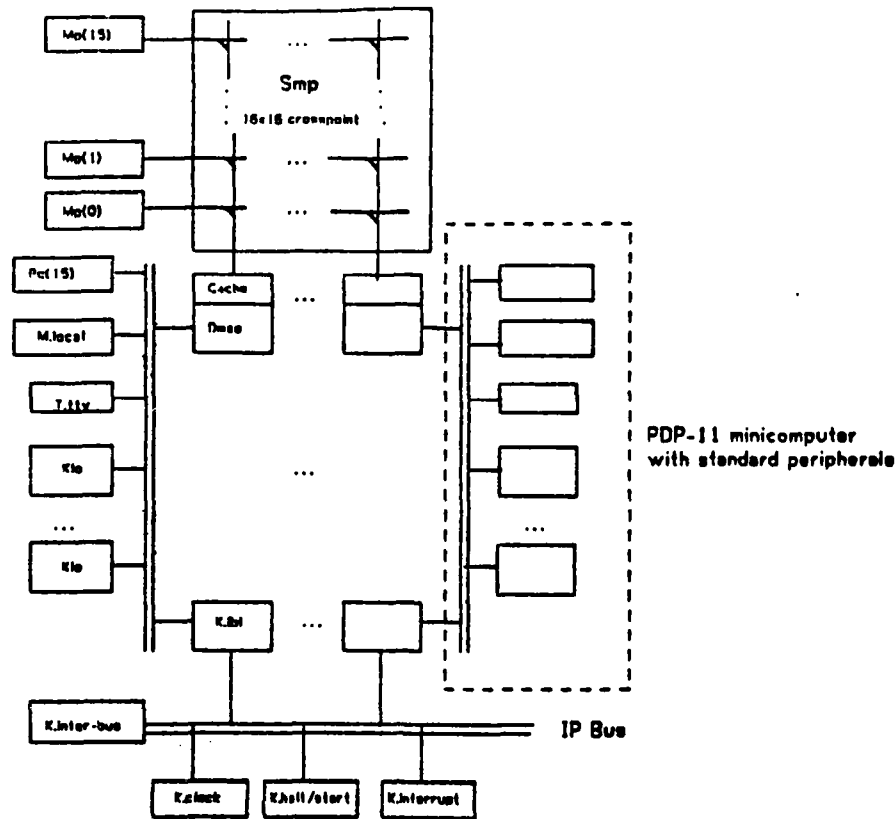 Mp(15)
...
Smp
16x16 crosspoint
Mp(1)
...
Mp(0)
...
Pc(15)
Cache
...
M.local
Dmap
T.tty
PDP-11 minicomputer
with standard peripherals
Kio
...
...
...
Kio
K.ibi
...
K.inter-bus
IP Bus
K.clock
K.halt/start
K.interrupt